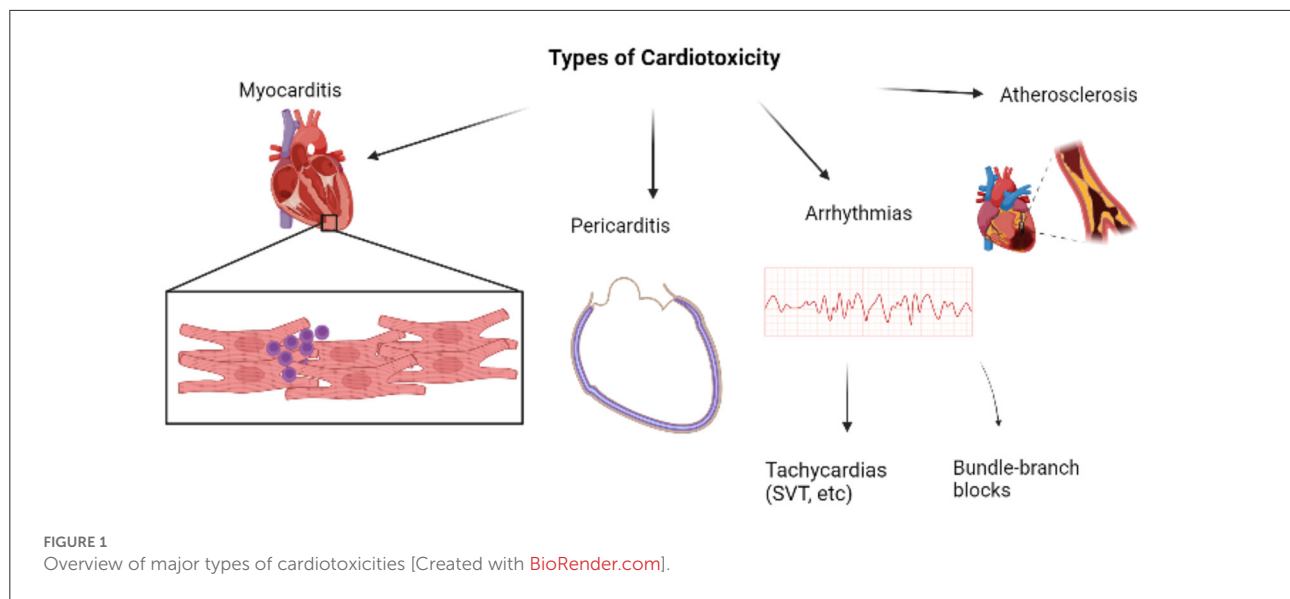 Types of Cardiotoxicity
Myocarditis
Atherosclerosis
Pericarditis
Arrhythmias
Tachycardias
(SVT, etc)
Bundle-branch
blocks
FIGURE 1
Overview of major types of cardiotoxicities [Created with BioRender.com].